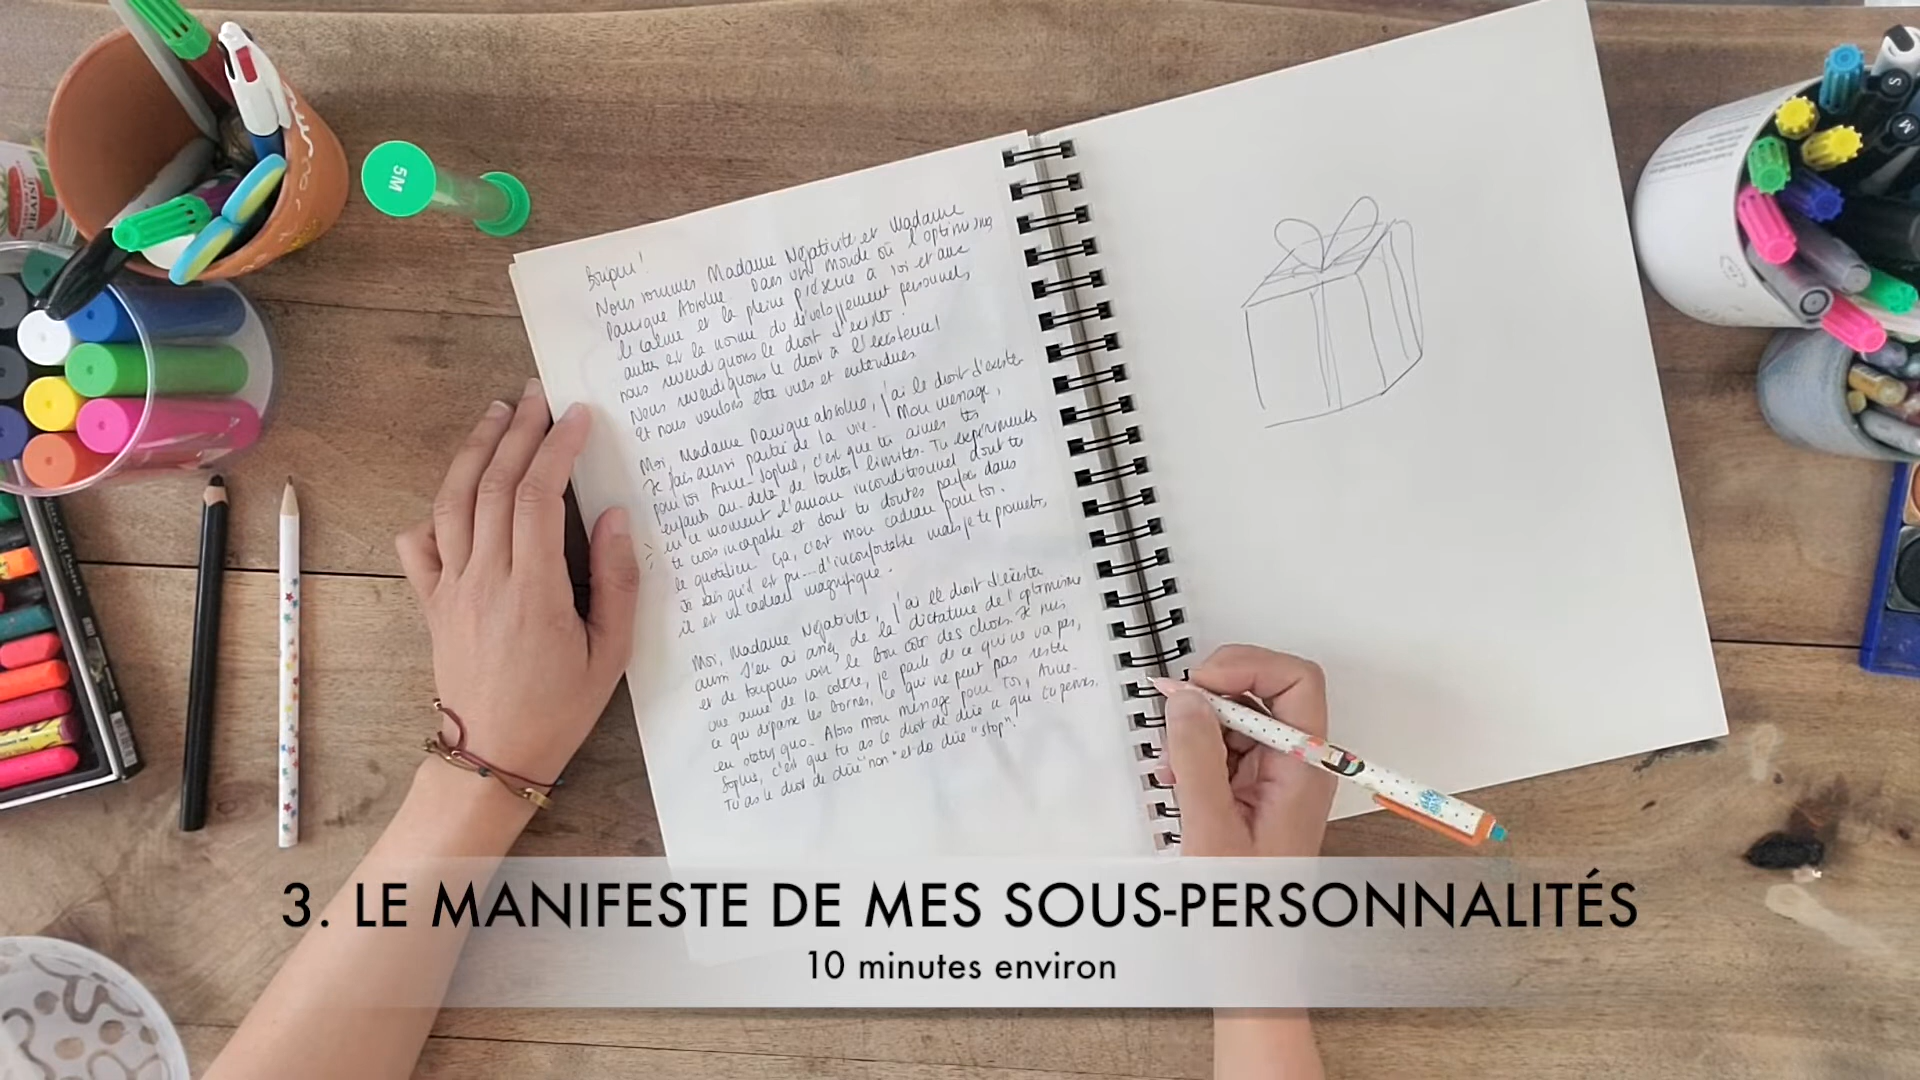 Bonjour!
Nous sommes Madame Négativité et Madame
Panique Absolue. Dans un monde où l'optimisme,
le calme et la pleine présence à soi et aux
autres est la norme du développement personnel,
nous revendiquons le droit d'exister.
Nous revendiquons le droit à l'existence!
Et nous voulons être vues et entendues
Moi, Madame Panique absolue, j'ai le droit d'exister
Je fais aussi partie de la vie. Mon message,
pour toi Anne-Sophie, c'est que tu aimes tes
enfants au-delà de toutes limites. Tu expérimentes
en ce moment l'amour inconditionnel dont tu
te crois incapable et dont tu doutes parfois dans
le quotidien. Ça, c'est mon cadeau pour toi.
Je sais qu'il est d'inconfortable mais je te promets,
il est un cadeau magnifique.
Moi, Madame Négativité, j'ai le droit d'exister
aussi. J'en ai assez de la dictature de l'optimisme
et de toujours voir le bon côté des choses. Je suis
une amie de la colère, je parle de ce qui ne va pas,
ce qui dépasse les bornes, ce qui ne peut pas rester
en status quo. Alors mon message pour toi, Anne-
Sophie, c'est que tu as le droit de dire ce que tu penses.
Tu as le droit de dire "non" et de dire "stop".
5M
FRAISE
S
M
3. LE MANIFESTE DE MES SOUS-PERSONNALITÉS
10 minutes environ